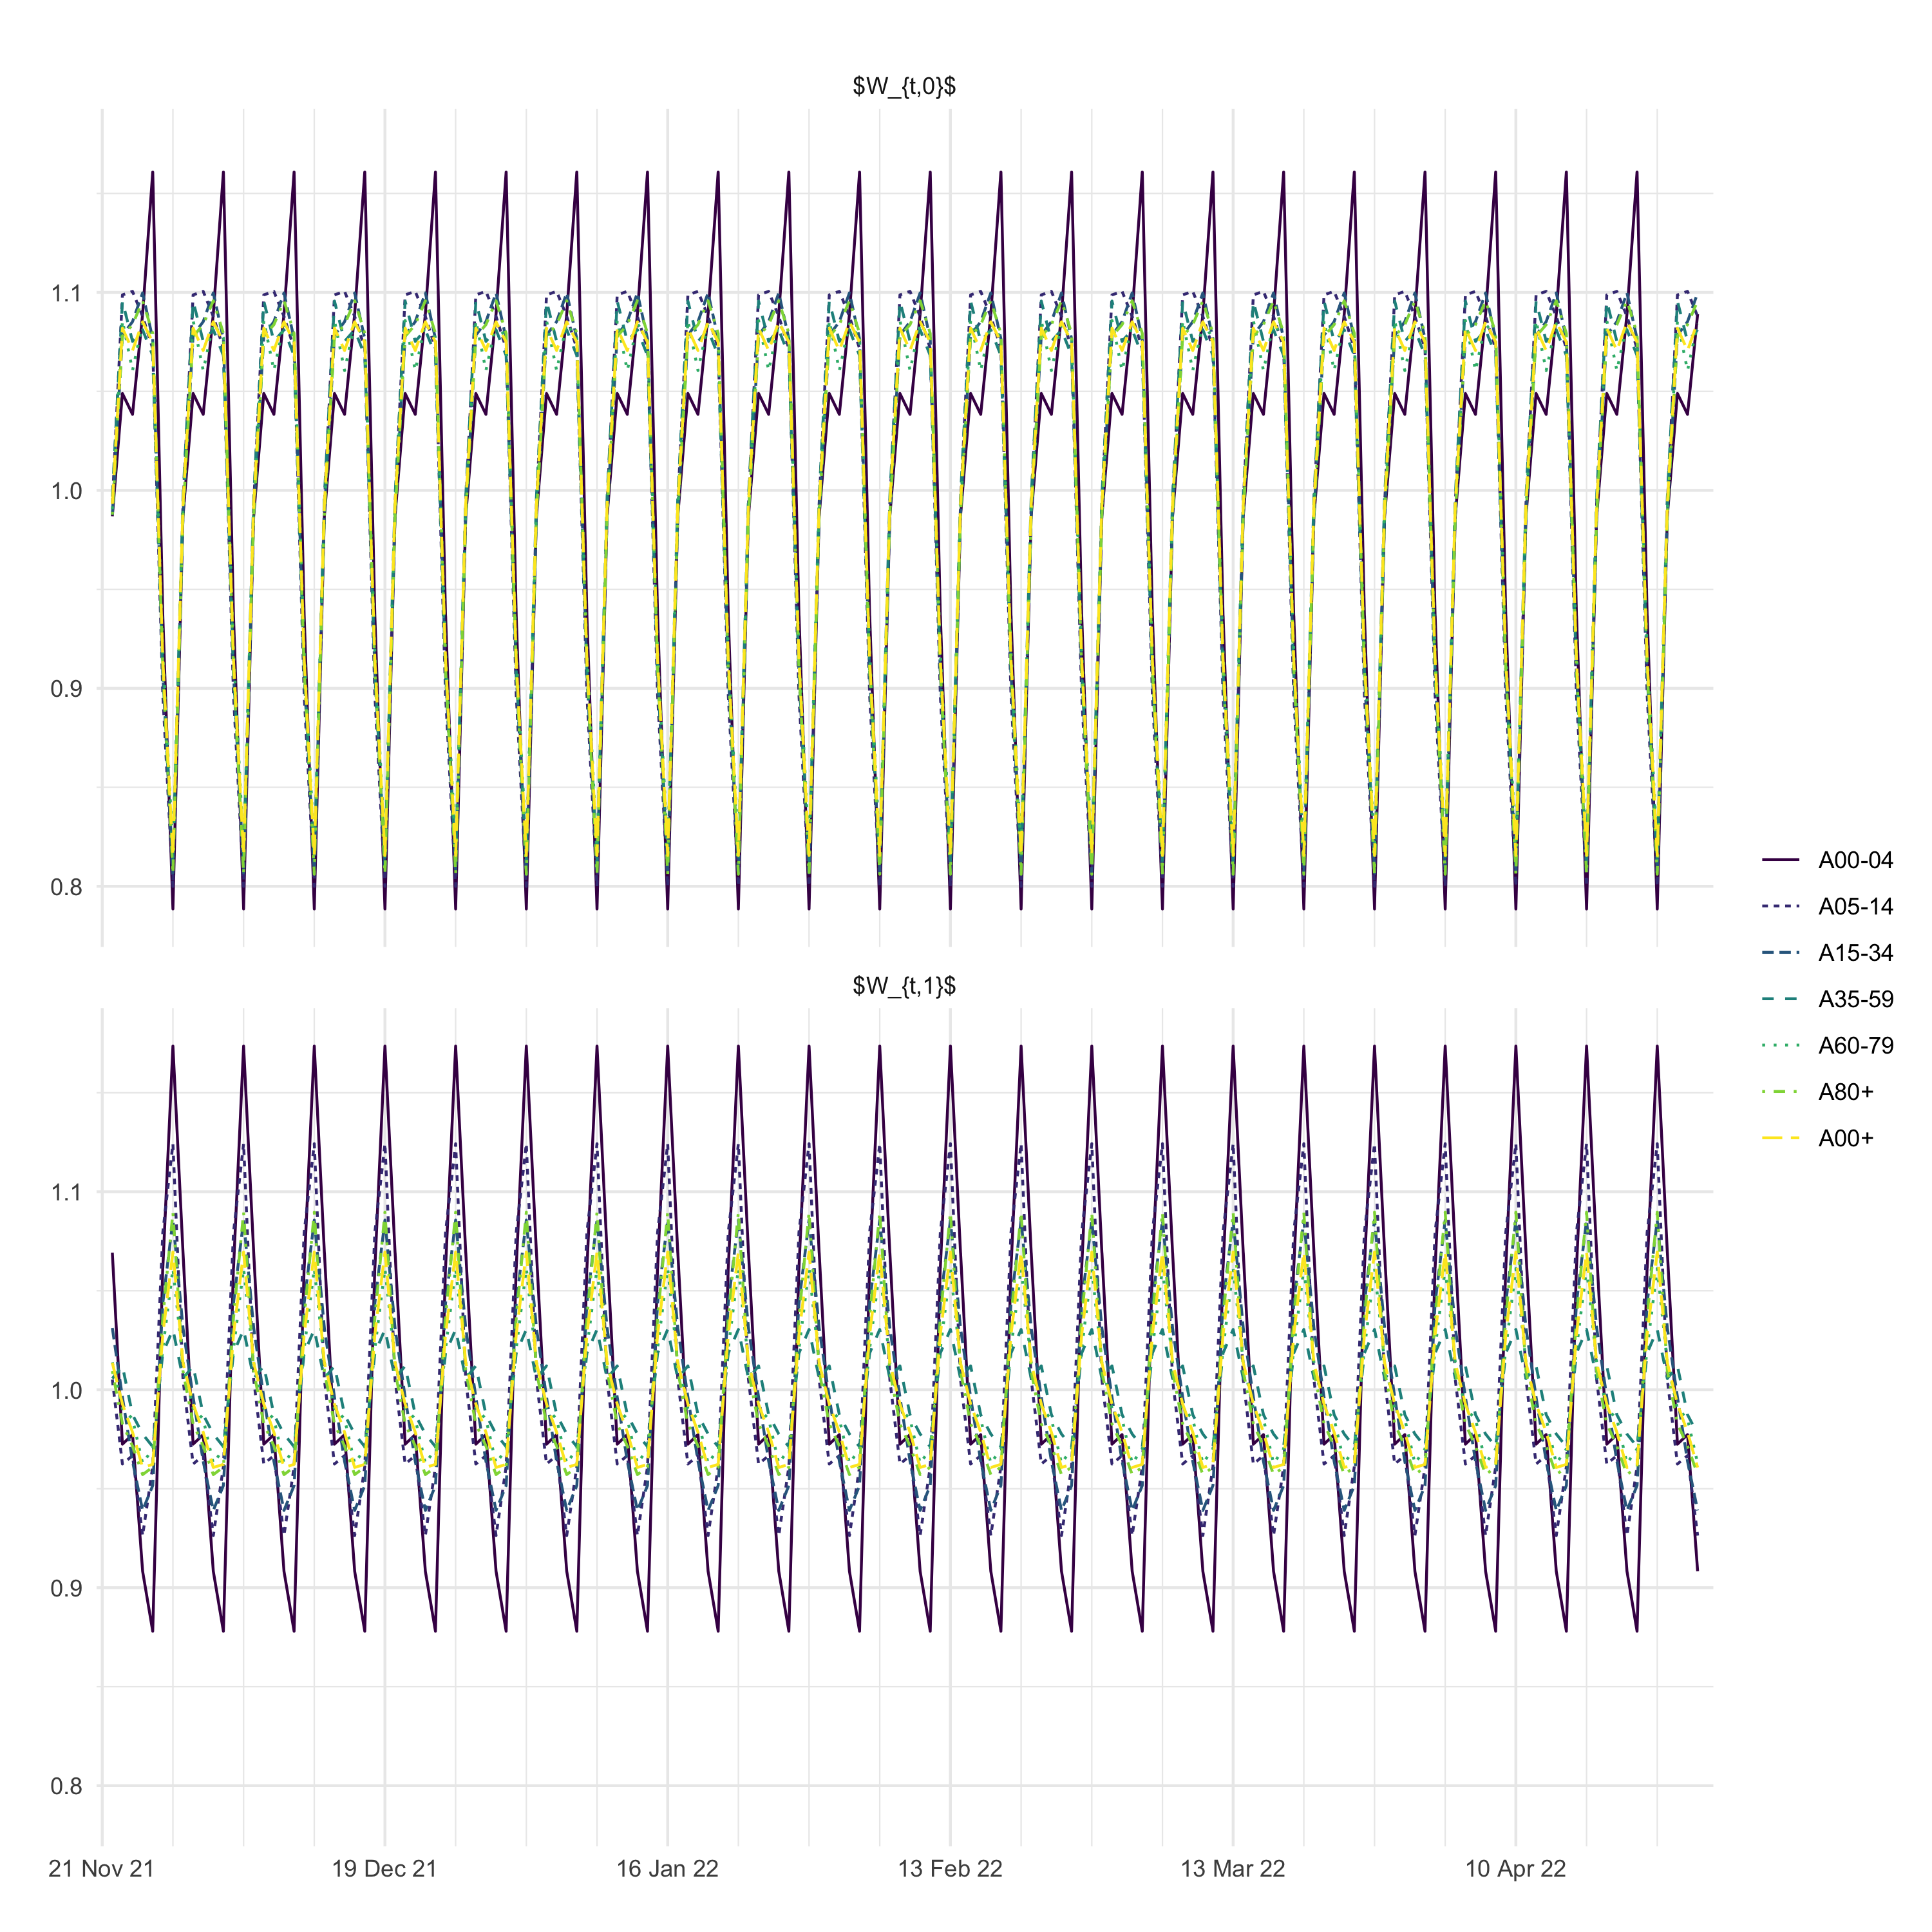 $W_{t,0}$
1.1
1.0
0.9
0.8
$W_{t,1}$
1.1
1.0
0.9
0.8
21 Nov 21
19 Dec 21
16 Jan 22
13 Feb 22
13 Mar 22
10 Apr 22
A00-04
A05-14
A15-34
A35-59
A60-79
A80+
A00+